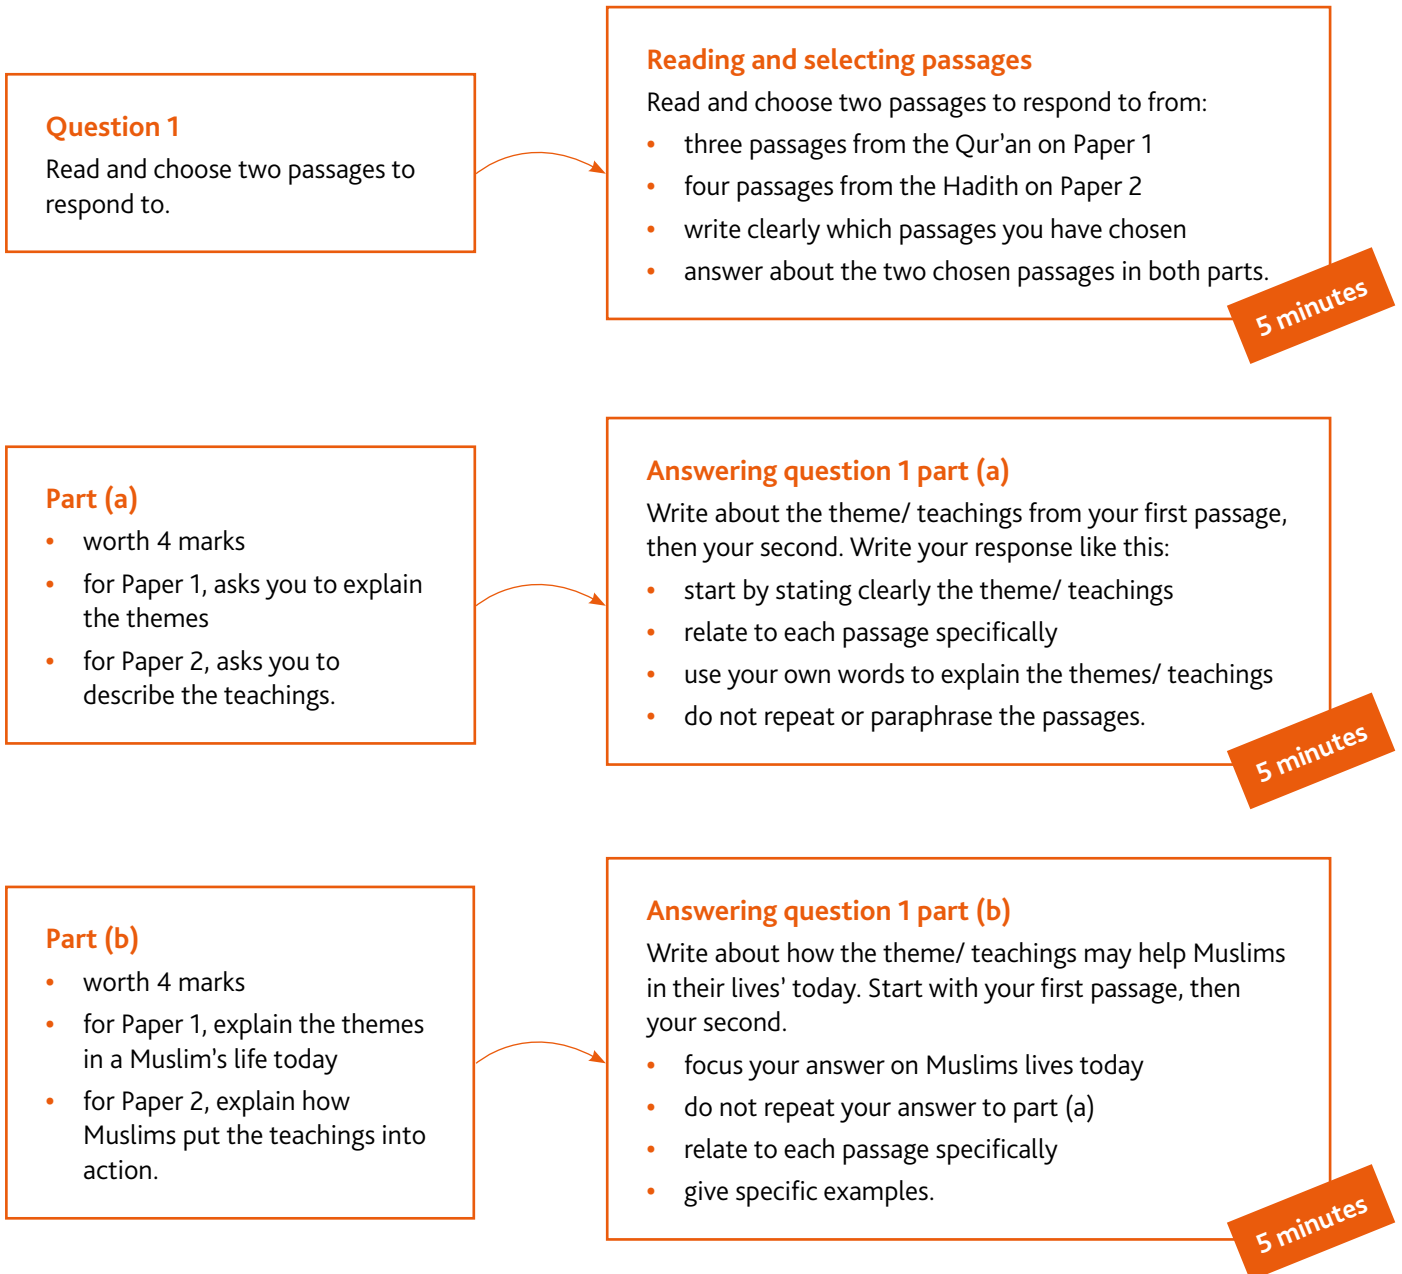 Question 1
Read and choose two passages to
respond to.
Reading and selecting passages
Read and choose two passages to respond to from:
• three passages from the Qur’an on Paper 1
• four passages from the Hadith on Paper 2
• write clearly which passages you have chosen
• answer about the two chosen passages in both parts.
5 minutes
Part (a)
• worth 4 marks
• for Paper 1, asks you to explain
the themes
• for Paper 2, asks you to
describe the teachings.
Answering question 1 part (a)
Write about the theme/ teachings from your first passage,
then your second. Write your response like this:
• start by stating clearly the theme/ teachings
• relate to each passage specifically
• use your own words to explain the themes/ teachings
• do not repeat or paraphrase the passages.
5 minutes
Part (b)
• worth 4 marks
• for Paper 1, explain the themes
in a Muslim’s life today
• for Paper 2, explain how
Muslims put the teachings into
action.
Answering question 1 part (b)
Write about how the theme/ teachings may help Muslims
in their lives’ today. Start with your first passage, then
your second.
• focus your answer on Muslims lives today
• do not repeat your answer to part (a)
• relate to each passage specifically
• give specific examples.
5 minutes